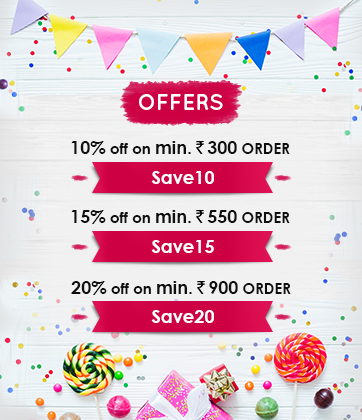 OFFERS
10% off on min. ₹ 300 ORDER
Save10
15% off on min. ₹ 550 ORDER
Save15
20% off on min. ₹ 900 ORDER
Save20